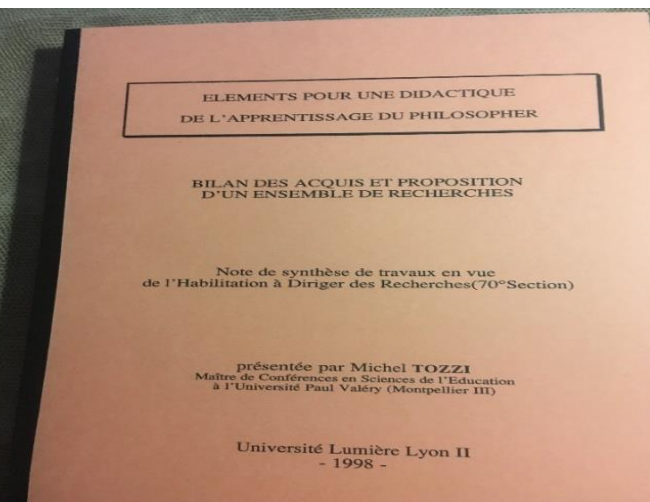 ELEMENTS POUR UNE DIDACTIQUE
DE L'APPRENTISSAGE DU PHILOSOPHER
BILAN DES ACQUIS ET PROPOSITION
D'UN ENSEMBLE DE RECHERCHES
Note de synthèse de travaux en vue
de l'Habilitation à Diriger des Recherches(70°Section)
présentée par Michel TOZZI
Maître de Conférences en Sciences de l'Education
à l'Université Paul Valéry (Montpellier III)
Université Lumière Lyon II
- 1998 -